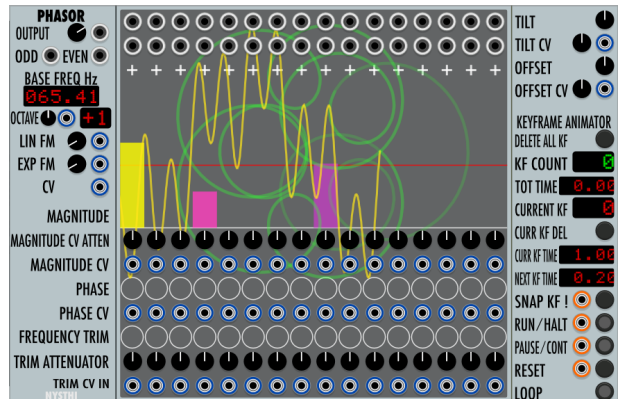 PHASOR
OUTPUT
ODD EVEN
BASE FREQ Hz
065.41
OCTAVE +1
LIN FM
EXP FM
CV
MAGNITUDE
MAGNITUDE CV ATTEN
MAGNITUDE CV
PHASE
PHASE CV
FREQUENCY TRIM
TRIM ATTENUATOR
TRIM CV IN
NYSTHI
TILT
TILT CV
OFFSET
OFFSET CV
KEYFRAME ANIMATOR
DELETE ALL KF
KF COUNT 0
TOT TIME 0.00
CURRENT KF 0
CURR KF DEL
CURR KF TIME 1.00
NEXT KF TIME 0.20
SNAP KF !
RUN/HALT
PAUSE/CONT
RESET
LOOP